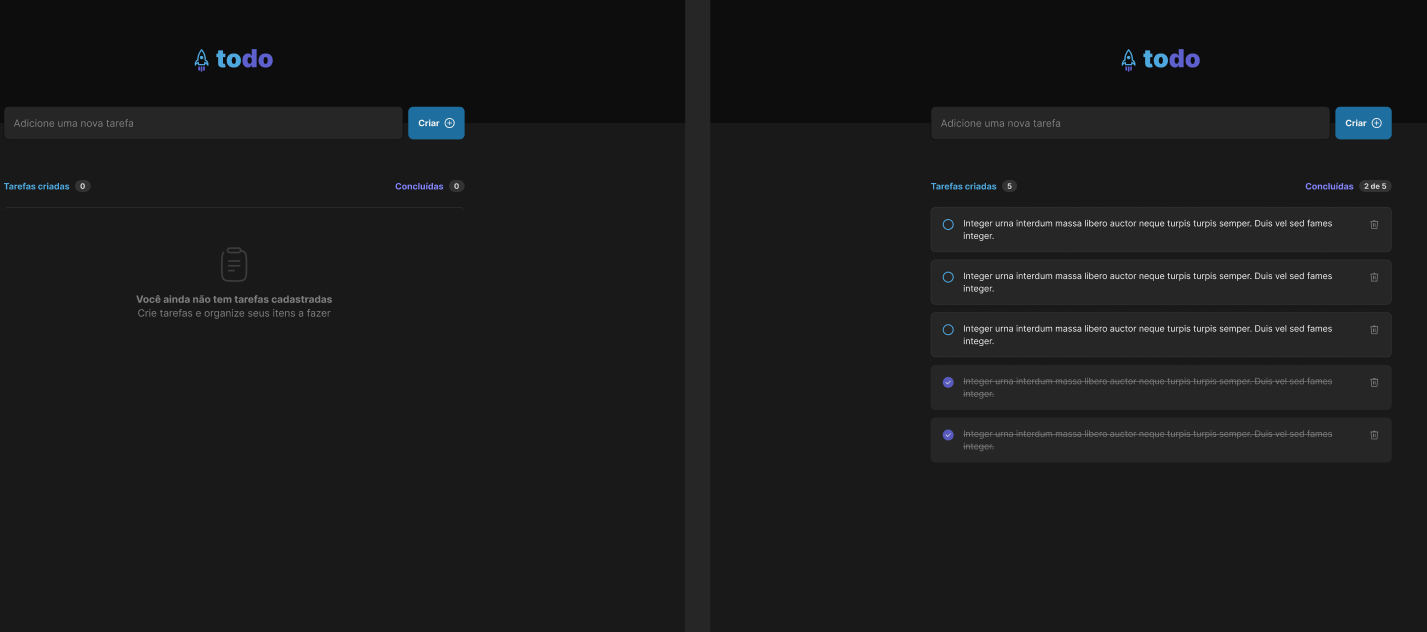 todo
Adicione uma nova tarefa
Criar
Tarefas criadas 0
Concluídas 0
Você ainda não tem tarefas cadastradas
Crie tarefas e organize seus itens a fazer
todo
Adicione uma nova tarefa
Criar
Tarefas criadas 5
Concluídas 2 de 5
Integer urna interdum massa libero auctor neque turpis turpis semper. Duis vel sed fames
integer.
Integer urna interdum massa libero auctor neque turpis turpis semper. Duis vel sed fames
integer.
Integer urna interdum massa libero auctor neque turpis turpis semper. Duis vel sed fames
integer.
Integer urna interdum massa libero auctor neque turpis turpis semper. Duis vel sed fames
integer.
Integer urna interdum massa libero auctor neque turpis turpis semper. Duis vel sed fames
integer.